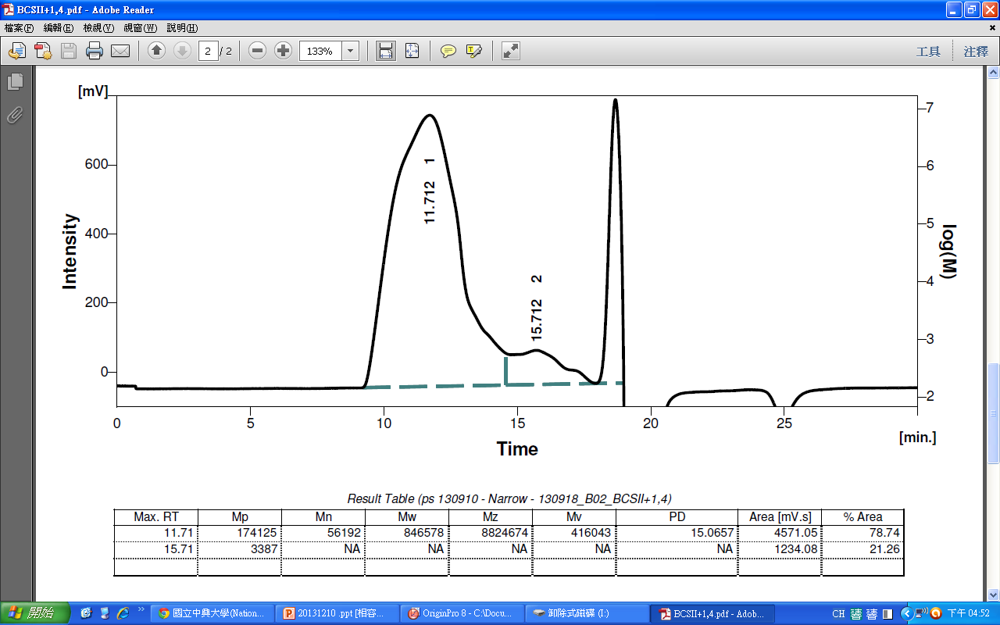 BCSII+1,4.pdf - Adobe Reader
檔案(F) 編輯(E) 檢視(V) 視窗(W) 說明(H)
2 / 2 133% 工具 注釋
[mV]
600
400
200
0
Intensity
11.712 1
15.712 2
7
6
5
4
3
2
log(M)
0 5 10 15 20 25
[min.]
Time
Result Table (ps 130910 - Narrow - 130918_B02_BCSII+1,4)
Max. RT Mp Mn Mw Mz Mv PD Area [mV.s] % Area
11.71 174125 56192 846578 8824674 416043 15.0657 4571.05 78.74
15.71 3387 NA NA NA NA NA 1234.08 21.26
開始 國立中興大學(Nation... 20131210 .ppt [相容... OriginPro 8 - C:\Docu... 卸除式磁碟 (I:) BCSII+1,4.pdf - Adob... CH 下午 04:52